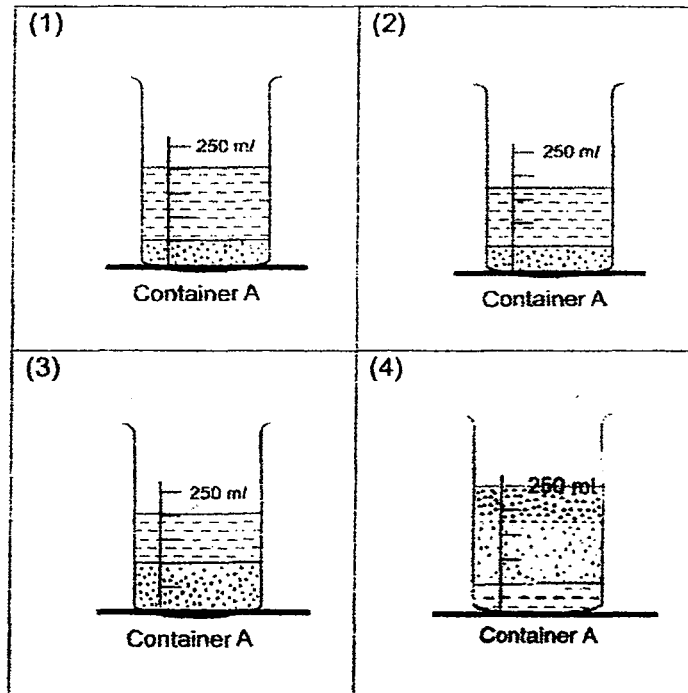 (1)
250 ml
Container A
(2)
250 ml
Container A
(3)
250 ml
Container A
(4)
250 ml
Container A